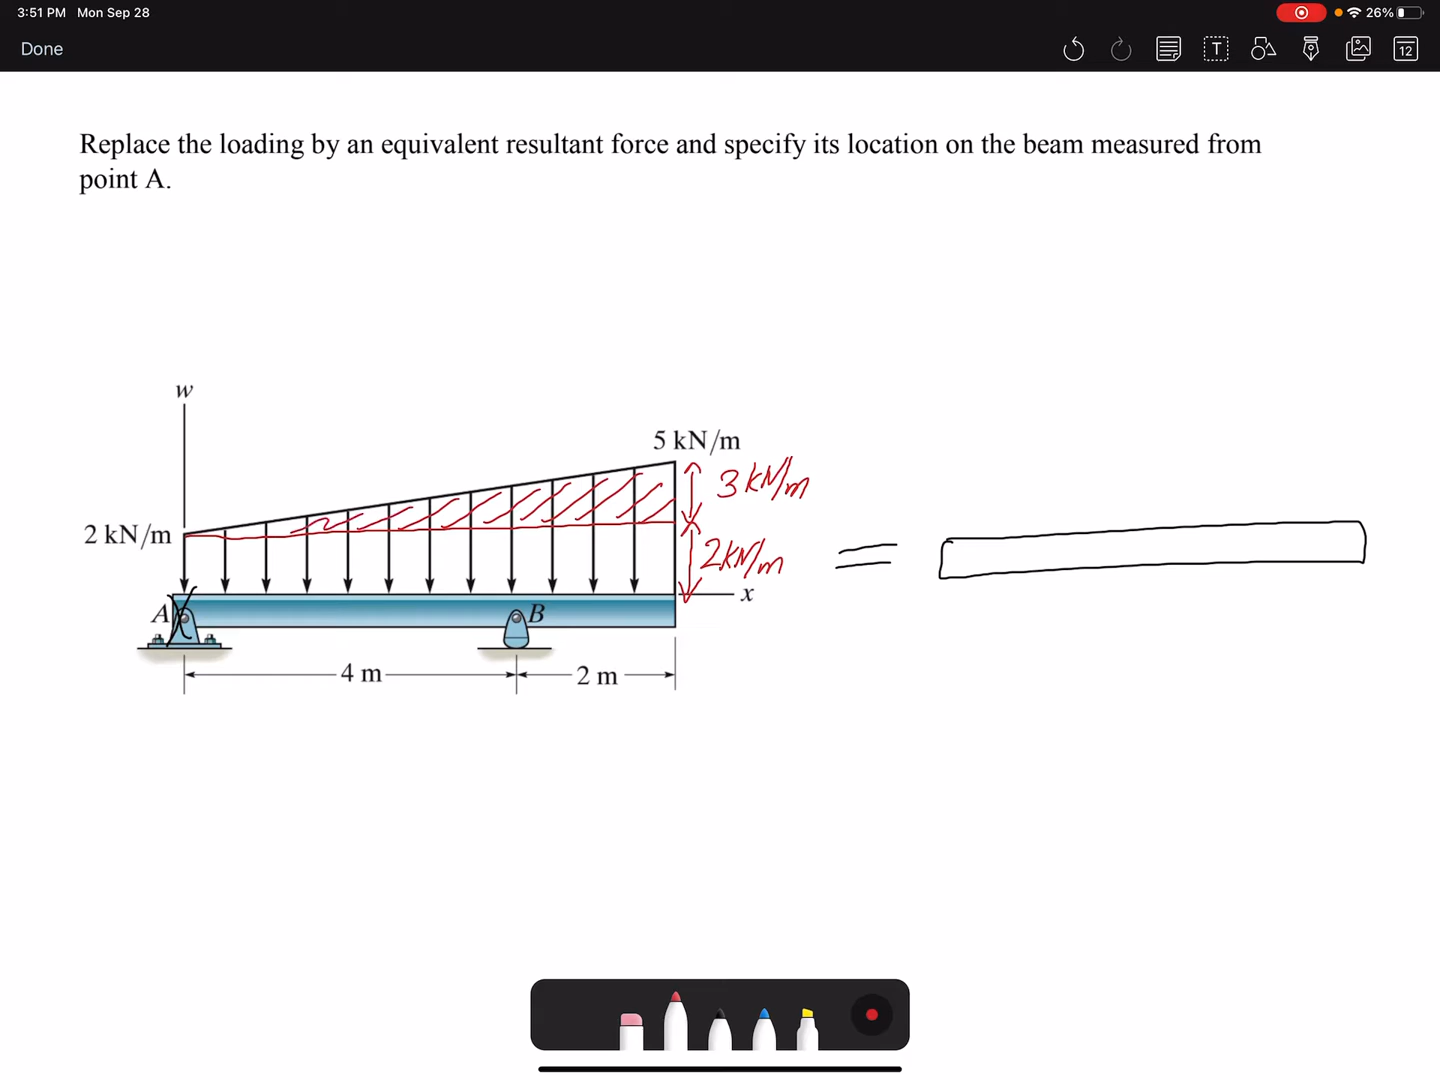 3:51 PM Mon Sep 28
26%
Done
T
12
Replace the loading by an equivalent resultant force and specify its location on the beam measured from
point A.
w
5 kN/m
3 kN/m
2 kN/m
2 kN/m
=
x
A
B
4 m
2 m